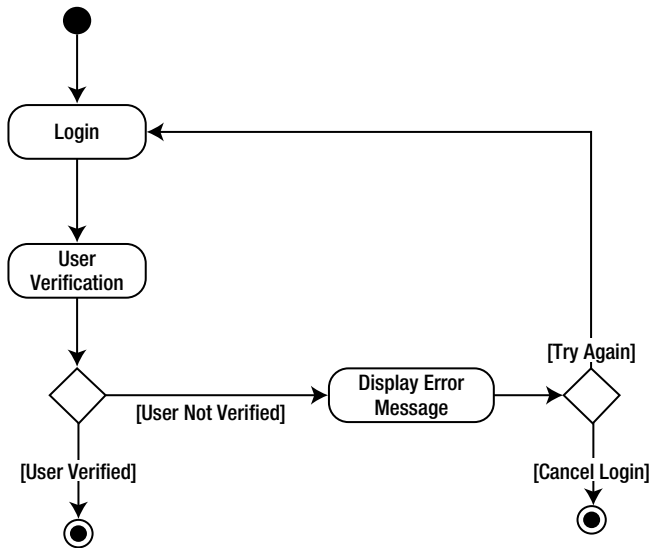 Login
User
Verification
[Try Again]
Display Error
Message
[User Not Verified]
[User Verified]
[Cancel Login]